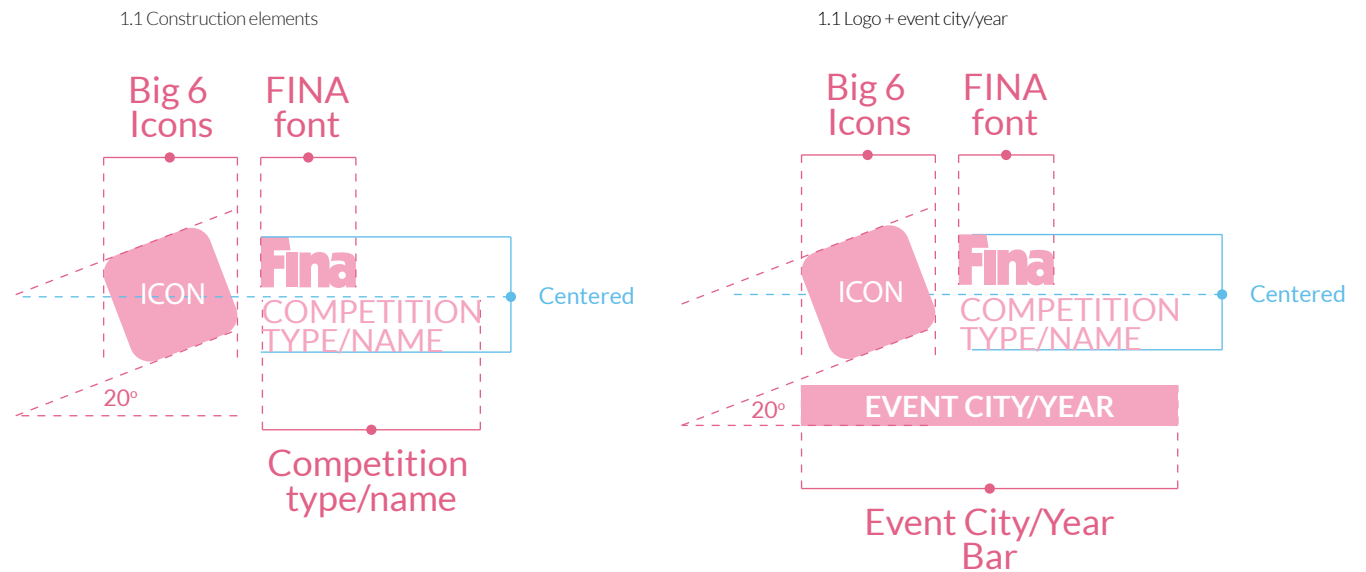 1.1 Construction elements
Big 6
Icons
FINA
font
ICON
Fina
COMPETITION
TYPE/NAME
Centered
20º
Competition
type/name
1.1 Logo + event city/year
Big 6
Icons
FINA
font
ICON
Fina
COMPETITION
TYPE/NAME
Centered
20º
EVENT CITY/YEAR
Event City/Year
Bar